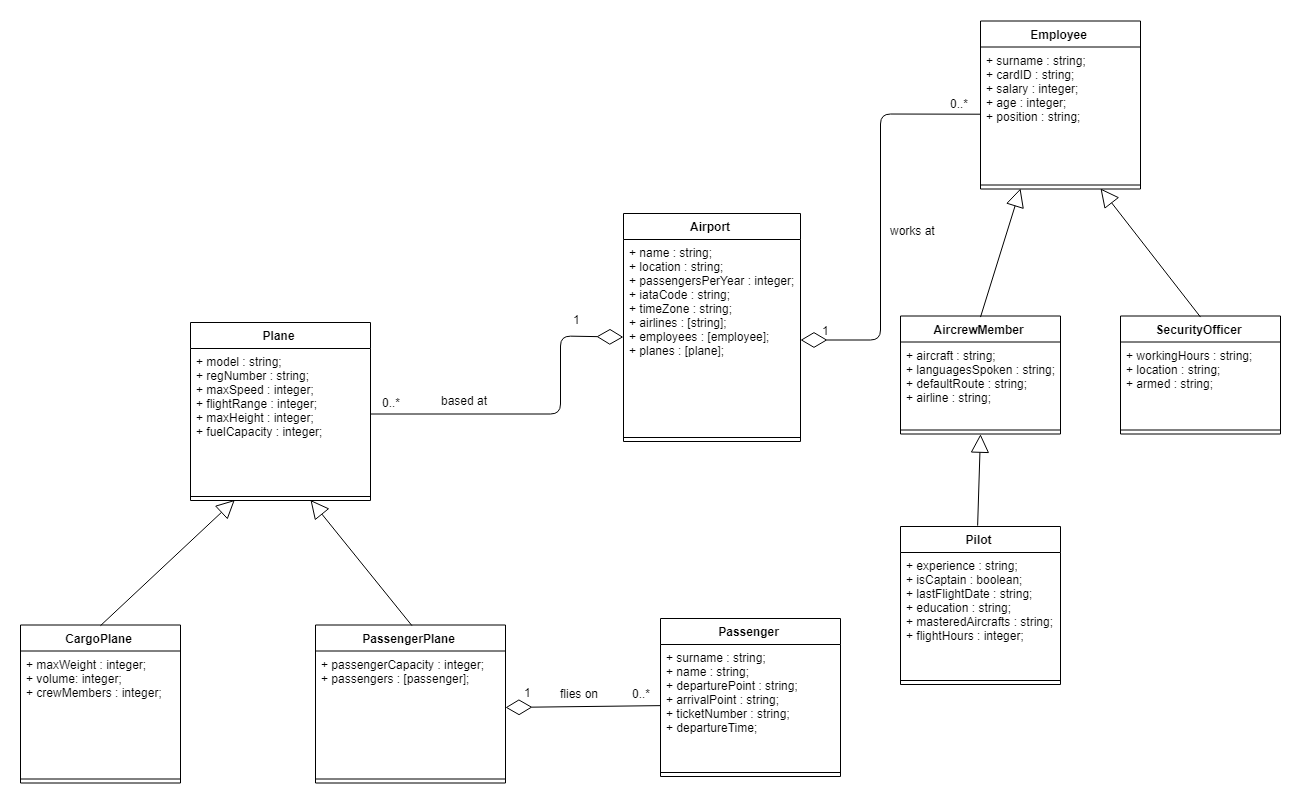 Employee
+ surname : string;
+ cardID : string;
+ salary : integer;
+ age : integer;
+ position : string;
0..*
works at
Airport
+ name : string;
+ location : string;
+ passengersPerYear : integer;
+ iataCode : string;
+ timeZone : string;
+ airlines : [string];
+ employees : [employee];
+ planes : [plane];
1
1
Plane
+ model : string;
+ regNumber : string;
+ maxSpeed : integer;
+ flightRange : integer;
+ maxHeight : integer;
+ fuelCapacity : integer;
0..*
based at
AircrewMember
+ aircraft : string;
+ languagesSpoken : string;
+ defaultRoute : string;
+ airline : string;
SecurityOfficer
+ workingHours : string;
+ location : string;
+ armed : string;
Pilot
+ experience : string;
+ isCaptain : boolean;
+ lastFlightDate : string;
+ education : string;
+ masteredAircrafts : string;
+ flightHours : integer;
CargoPlane
+ maxWeight : integer;
+ volume: integer;
+ crewMembers : integer;
PassengerPlane
+ passengerCapacity : integer;
+ passengers : [passenger];
1
flies on
0..*
Passenger
+ surname : string;
+ name : string;
+ departurePoint : string;
+ arrivalPoint : string;
+ ticketNumber : string;
+ departureTime;